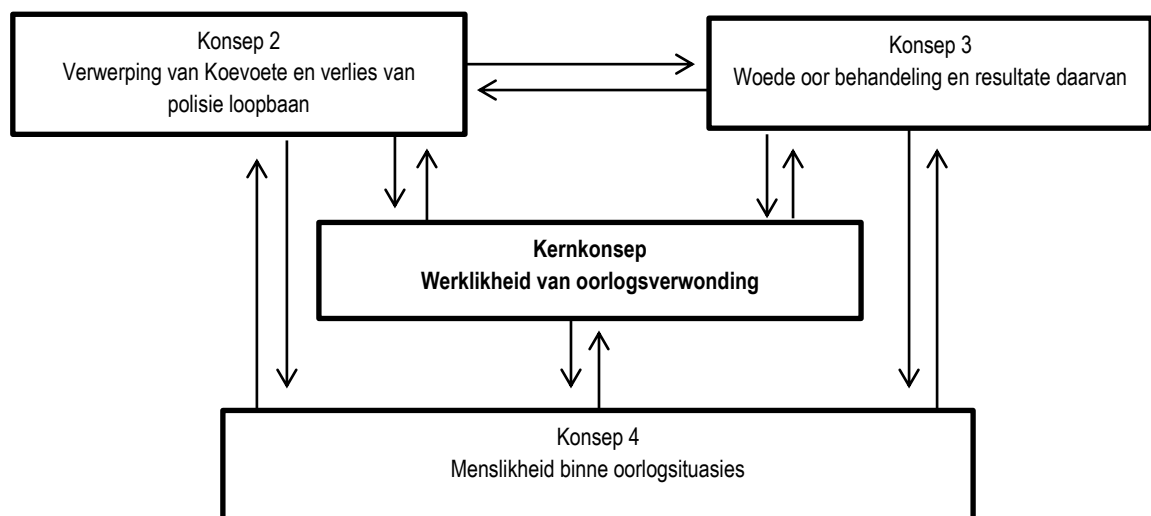 Konsep 2
Verwerping van Koevoete en verlies van
polisie loopbaan
Konsep 3
Woede oor behandeling en resultate daarvan
Kernkonsep
Werklikheid van oorlogsverwonding
Konsep 4
Menslikheid binne oorlogsituasies